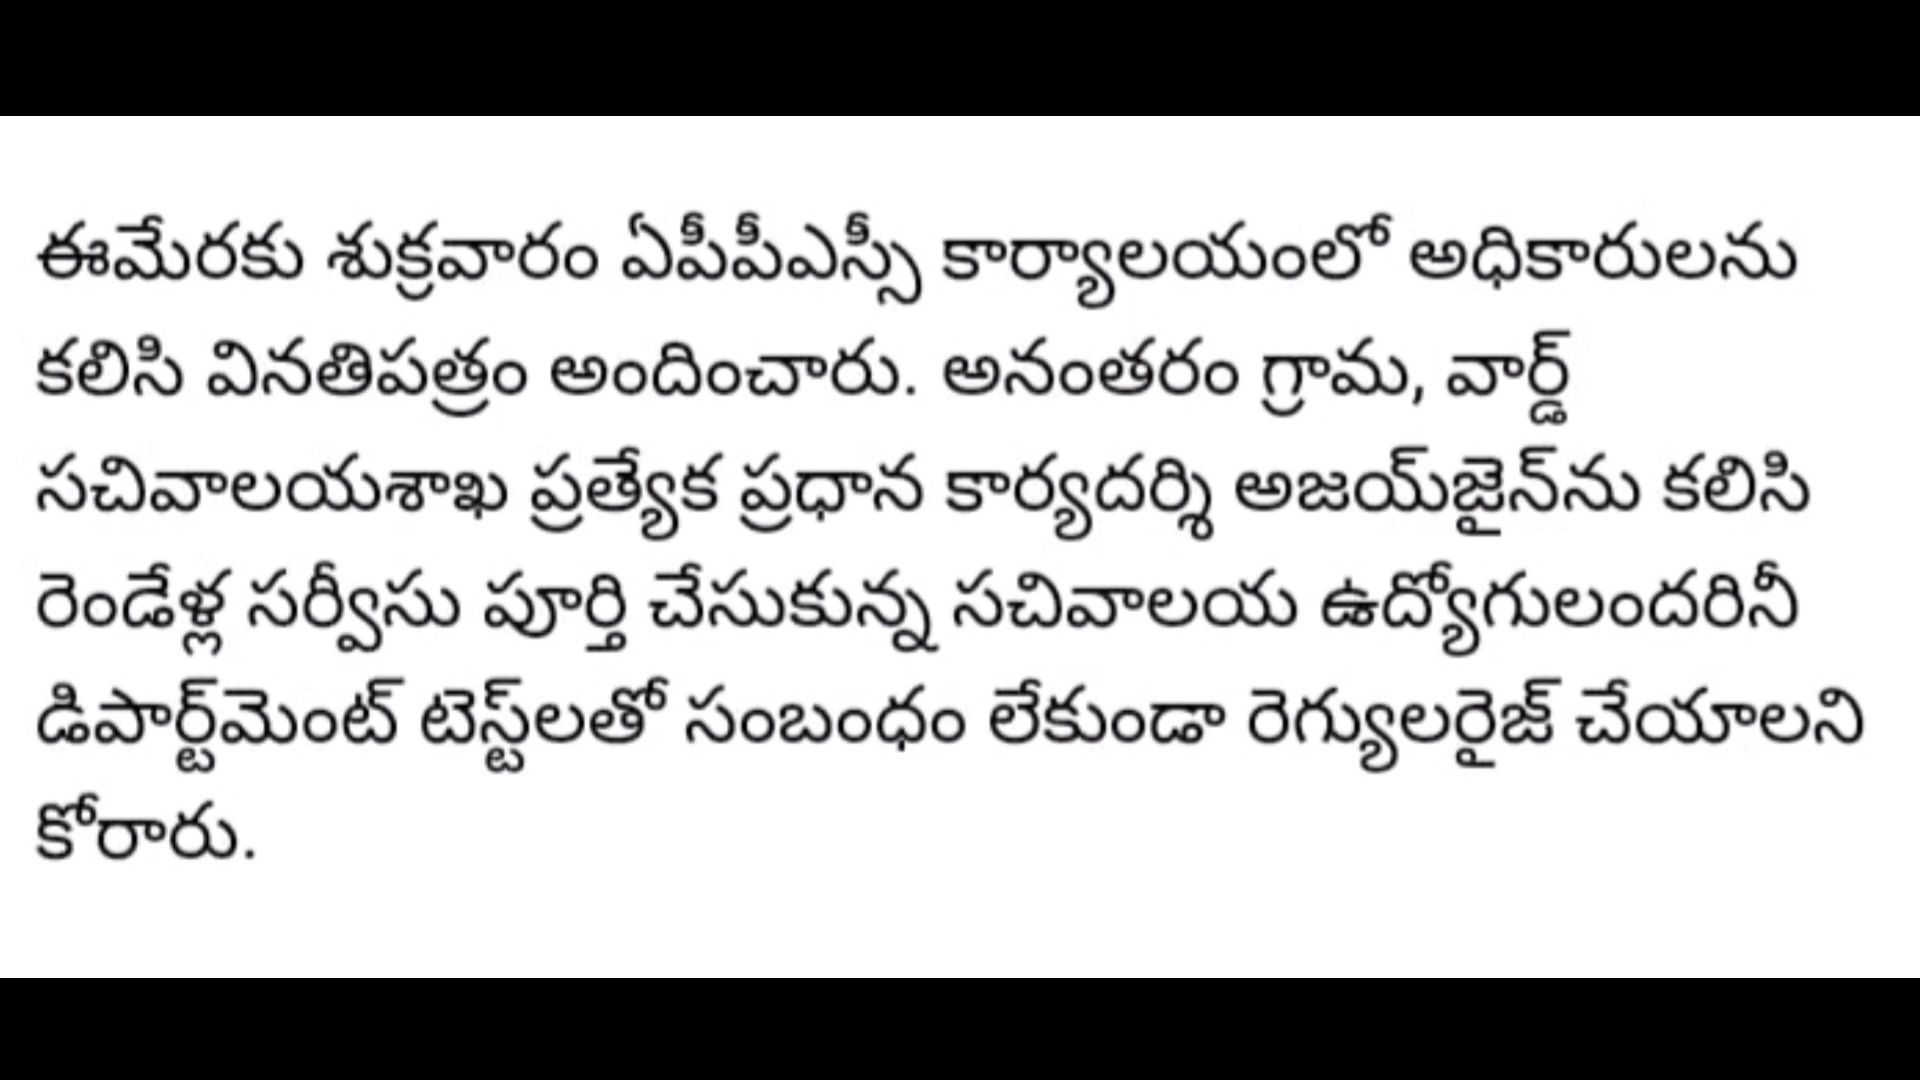 ఈమేరకు శుక్రవారం ఏపీపీఎస్సీ కార్యాలయంలో అధికారులను
కలిసి వినతిపత్రం అందించారు. అనంతరం గ్రామ, వార్డ్
సచివాలయశాఖ ప్రత్యేక ప్రధాన కార్యదర్శి అజయ్‌జైన్‌ను కలిసి
రెండేళ్ల సర్వీసు పూర్తి చేసుకున్న సచివాలయ ఉద్యోగులందరినీ
డిపార్ట్‌మెంట్ టెస్ట్‌లతో సంబంధం లేకుండా రెగ్యులరైజ్ చేయాలని
కోరారు.